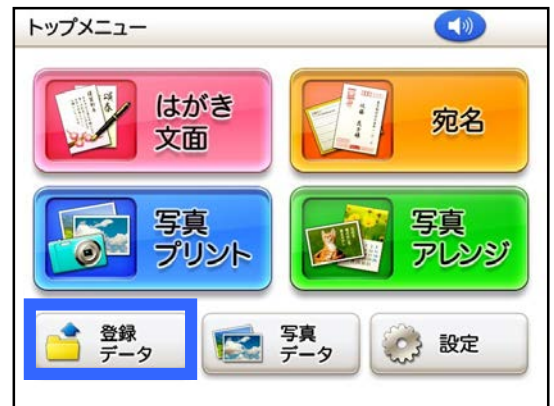 トップメニュー
はがき
文面
宛名
写真
プリント
写真
アレンジ
登録
データ
写真
データ
設定